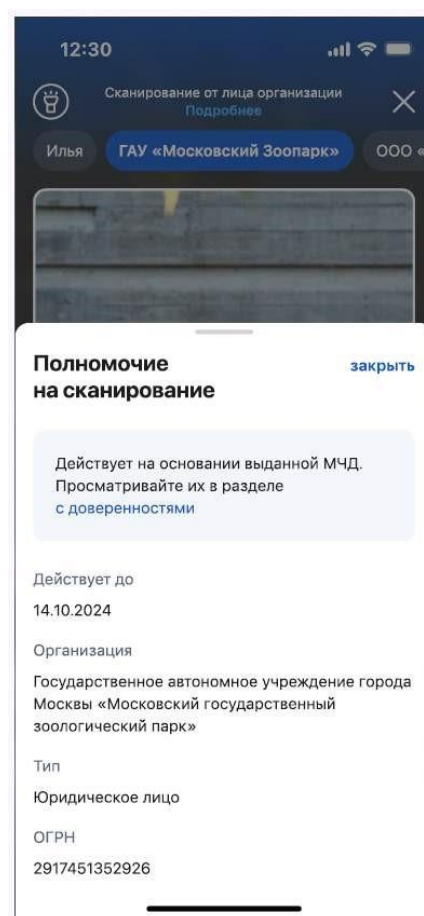 12:30
Сканирование от лица организации
Подробнее
Илья
ГАУ «Московский Зоопарк»
ООО «
Полномочие
на сканирование
закрыть
Действует на основании выданной МЧД.
Просматривайте их в разделе
с доверенностями
Действует до
14.10.2024
Организация
Государственное автономное учреждение города
Москвы «Московский государственный
зоологический парк»
Тип
Юридическое лицо
ОГРН
2917451352926